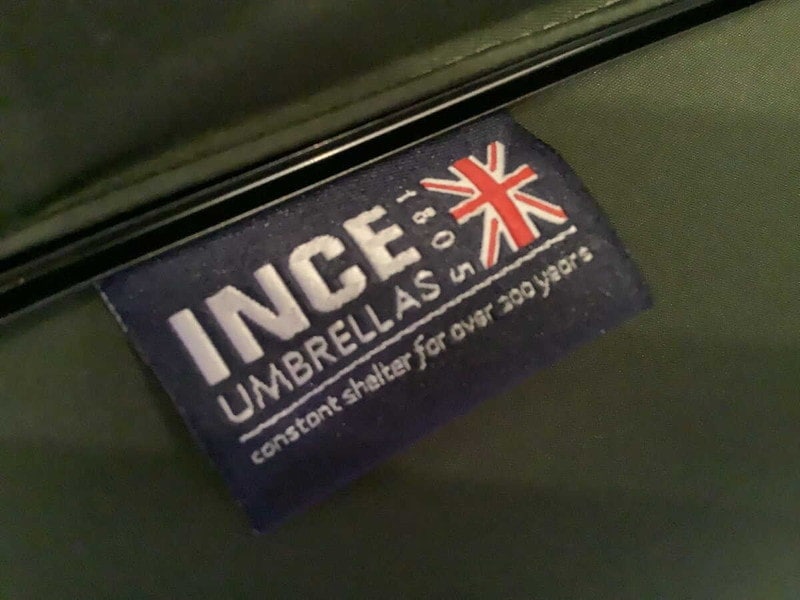 INCE
1805
UMBRELLAS
constant shelter for over 200 years